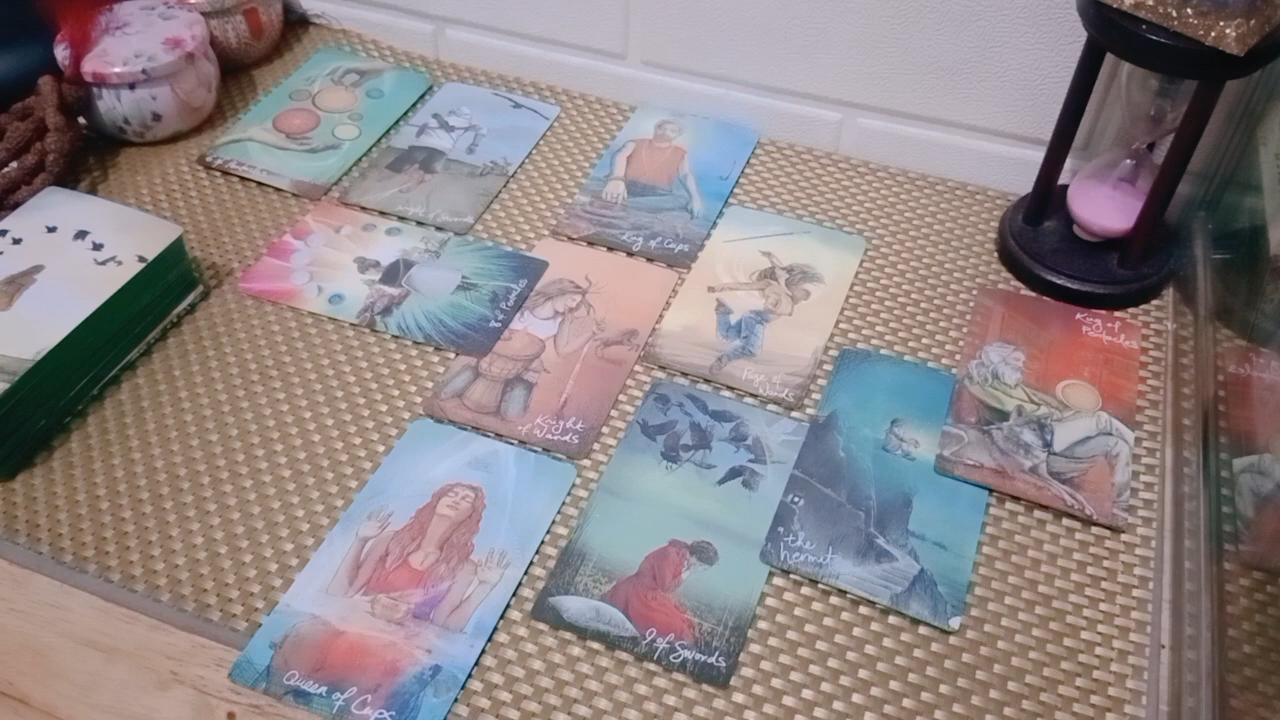 Knight of Swords
King of Cups
8 of Pentacles
Knight
of Wands
Page of
Wands
King of
Pentacles
the
hermit
9 of Swords
Queen of Cups